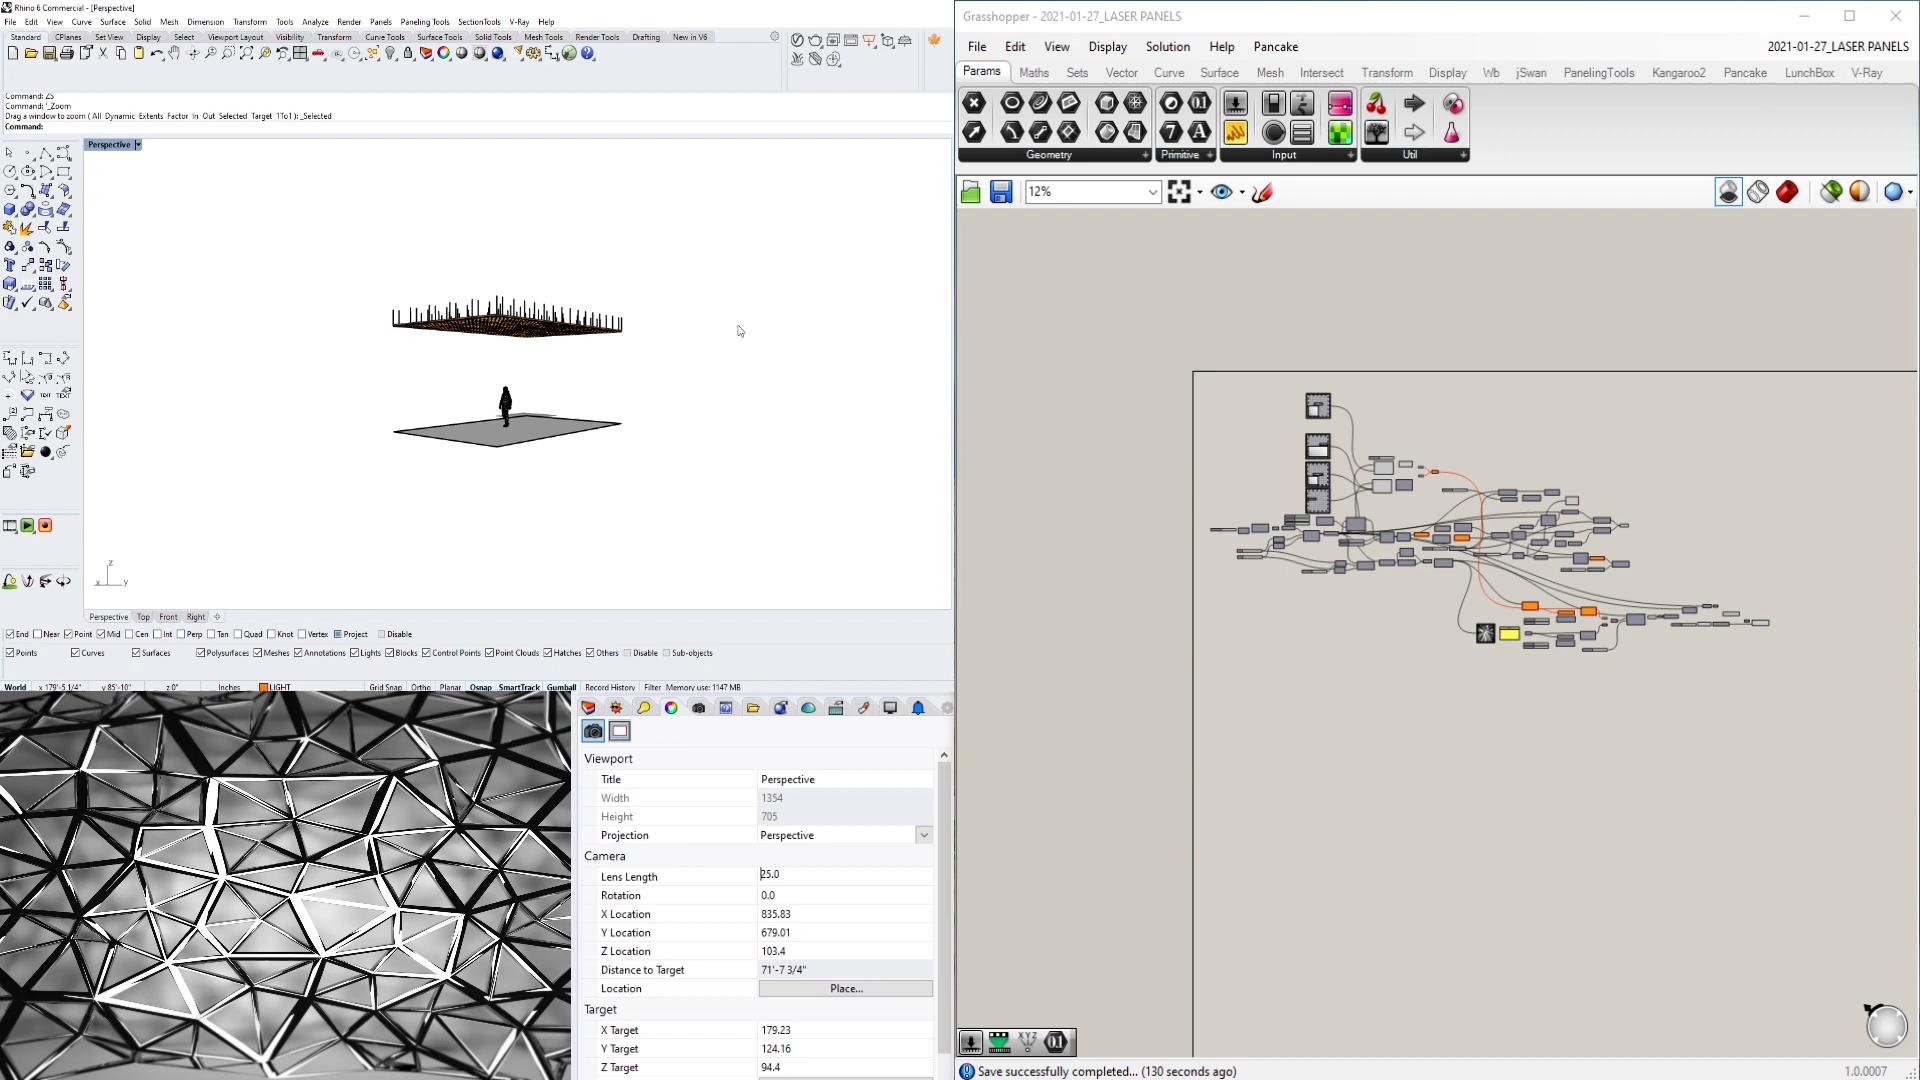 Rhino 6 Commercial - [Perspective]
File Edit View Curve Surface Solid Mesh Dimension Transform Tools Analyze Render Panels Paneling Tools SectionTools V-Ray Help
Standard CPlanes Set View Display Select Viewport Layout Visibility Transform Curve Tools Surface Tools Solid Tools Mesh Tools Render Tools Drafting New in V6
Command: ZS
Command: '_Zoom
Drag a window to zoom ( All Dynamic Extents Factor In Out Selected Target 1To1 ): _Selected
Command:
Perspective
z
x y
Perspective Top Front Right
End Near Point Mid Cen Int Perp Tan Quad Knot Vertex Project Disable
Points Curves Surfaces Polysurfaces Meshes Annotations Lights Blocks Control Points Point Clouds Hatches Others Disable Sub-objects
World x 179'-5 1/4" y 85'-10" z 0" Inches LIGHT Grid Snap Ortho Planar Osnap SmartTrack Gumball Record History Filter Memory use: 1147 MB
Viewport
Title Perspective
Width 1354
Height 705
Projection Perspective
Camera
Lens Length 25.0
Rotation 0.0
X Location 835.83
Y Location 679.01
Z Location 103.4
Distance to Target 71'-7 3/4"
Location Place...
Target
X Target 179.23
Y Target 124.16
Z Target 94.4
Grasshopper - 2021-01-27_LASER PANELS
File Edit View Display Solution Help Pancake 2021-01-27_LASER PANELS
Params Maths Sets Vector Curve Surface Mesh Intersect Transform Display Wb jSwan PanelingTools Kangaroo2 Pancake LunchBox V-Ray
Geometry Primitive Input Util
12%
Save successfully completed... (130 seconds ago) 1.0.0007